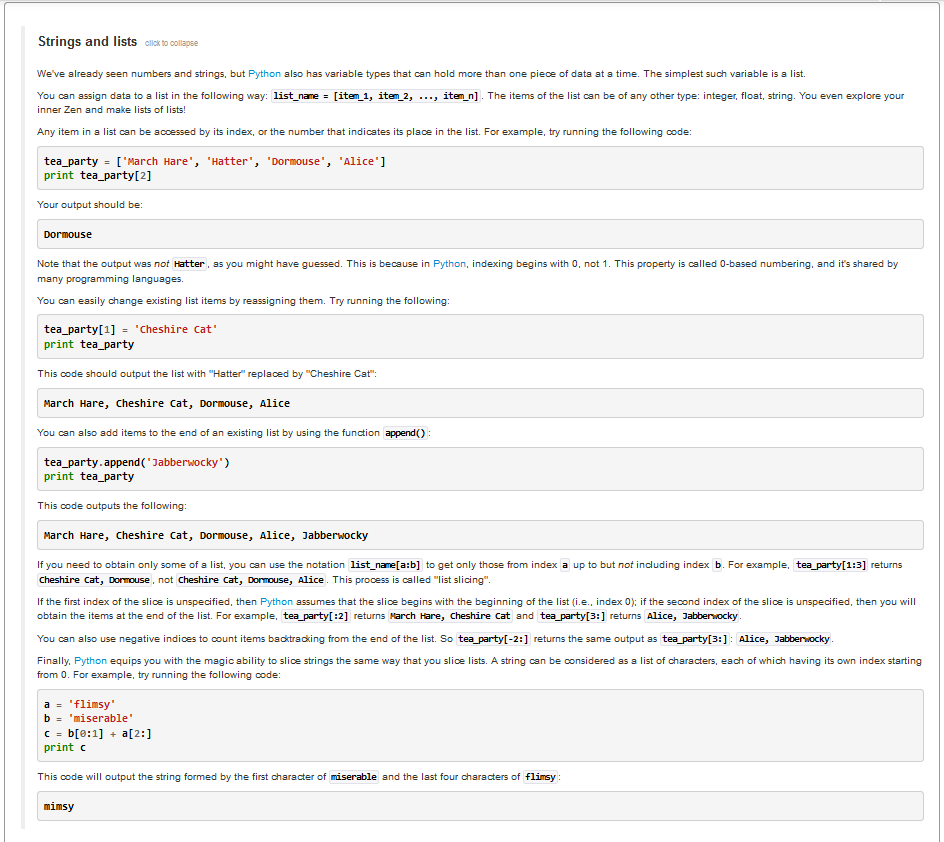 Strings and lists click to collapse
We've already seen numbers and strings, but Python also has variable types that can hold more than one piece of data at a time. The simplest such variable is a list.
You can assign data to a list in the following way: list_name = [item_1, item_2, ..., item_n]. The items of the list can be of any other type: integer, float, string. You even explore your
inner Zen and make lists of lists!
Any item in a list can be accessed by its index, or the number that indicates its place in the list. For example, try running the following code:
tea_party = ['March Hare', 'Hatter', 'Dormouse', 'Alice']
print tea_party[2]
Your output should be:
Dormouse
Note that the output was not Hatter, as you might have guessed. This is because in Python, indexing begins with 0, not 1. This property is called 0-based numbering, and it's shared by
many programming languages.
You can easily change existing list items by reassigning them. Try running the following:
tea_party[1] = 'Cheshire Cat'
print tea_party
This code should output the list with "Hatter" replaced by "Cheshire Cat":
March Hare, Cheshire Cat, Dormouse, Alice
You can also add items to the end of an existing list by using the function append():
tea_party.append('Jabberwocky')
print tea_party
This code outputs the following:
March Hare, Cheshire Cat, Dormouse, Alice, Jabberwocky
If you need to obtain only some of a list, you can use the notation list_name[a:b] to get only those from index a up to but not including index b. For example, tea_party[1:3] returns
Cheshire Cat, Dormouse, not Cheshire Cat, Dormouse, Alice. This process is called "list slicing".
If the first index of the slice is unspecified, then Python assumes that the slice begins with the beginning of the list (i.e., index 0); if the second index of the slice is unspecified, then you will
obtain the items at the end of the list. For example, tea_party[:2] returns March Hare, Cheshire Cat and tea_party[3:] returns Alice, Jabberwocky.
You can also use negative indices to count items backtracking from the end of the list. So tea_party[-2:] returns the same output as tea_party[3:]: Alice, Jabberwocky.
Finally, Python equips you with the magic ability to slice strings the same way that you slice lists. A string can be considered as a list of characters, each of which having its own index starting
from 0. For example, try running the following code:
a = 'flimsy'
b = 'miserable'
c = b[0:1] + a[2:]
print c
This code will output the string formed by the first character of miserable and the last four characters of flimsy:
mimsy